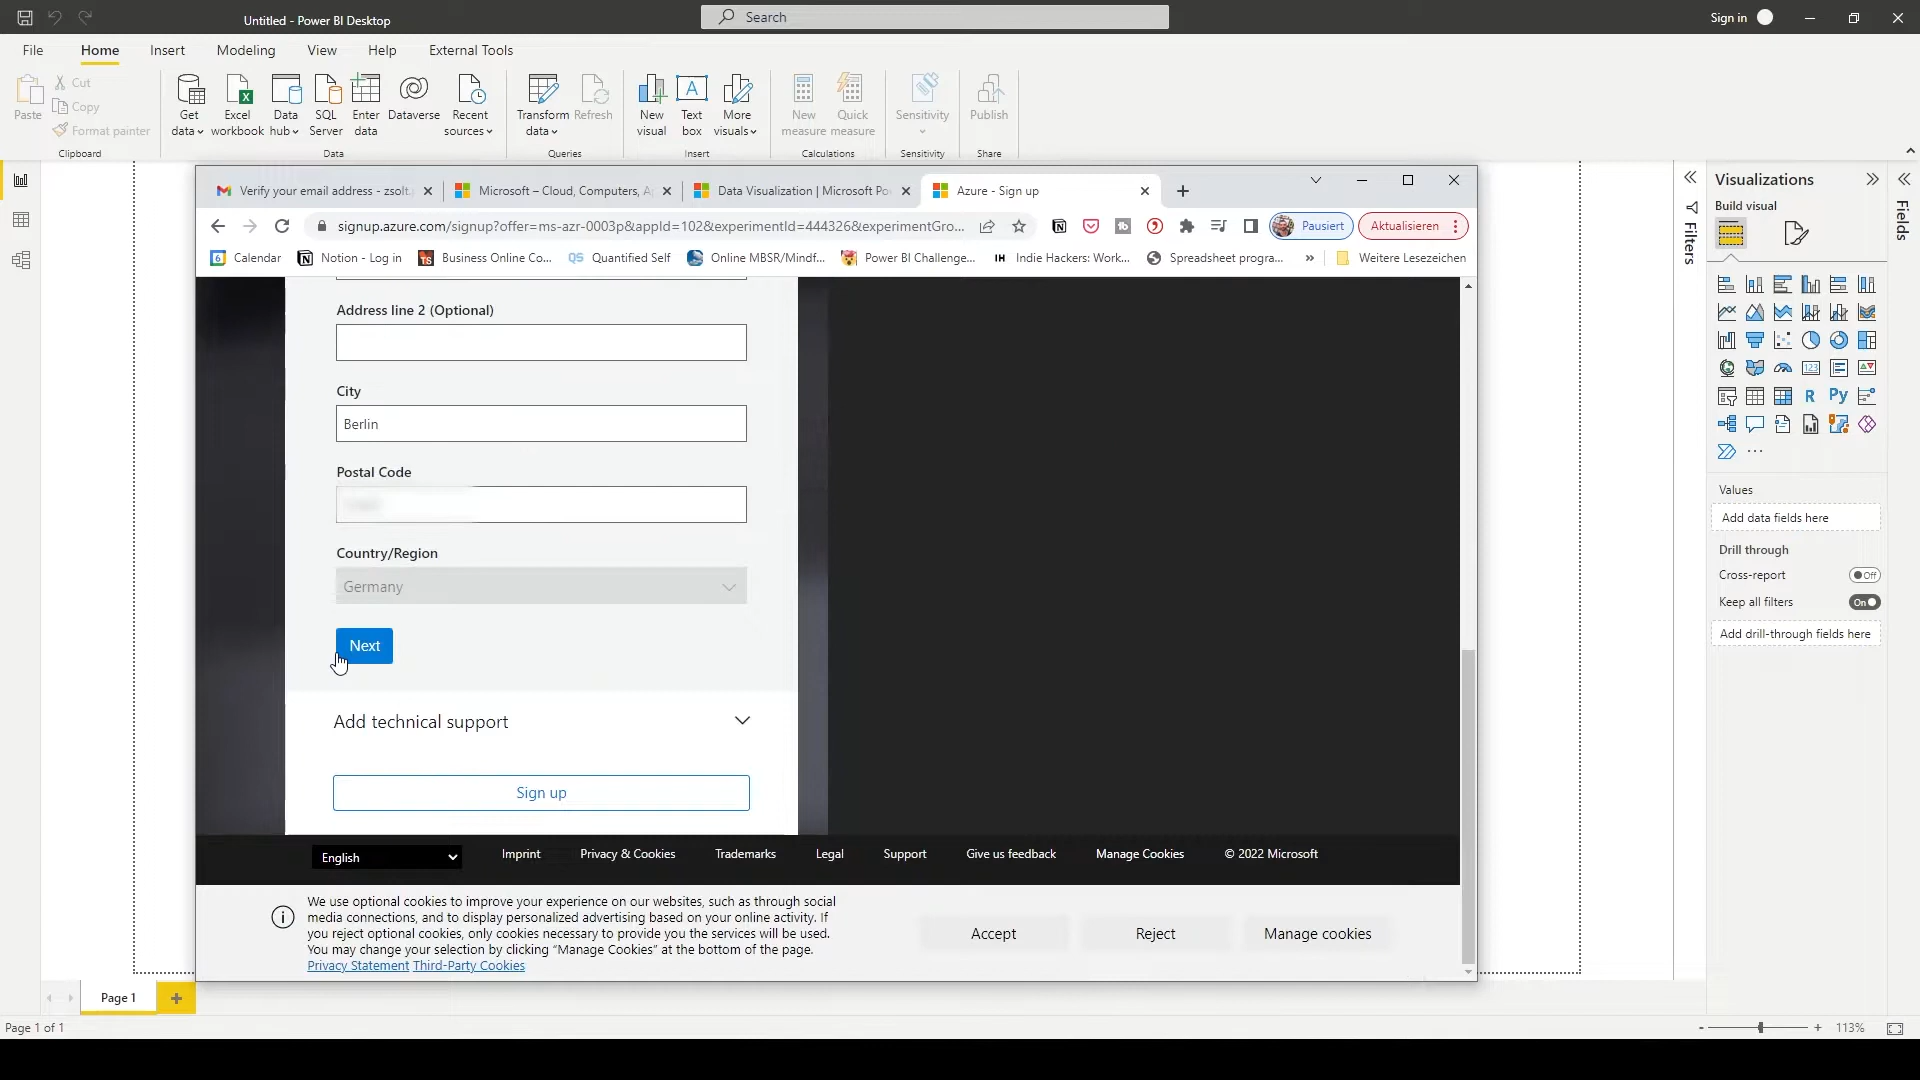 Untitled - Power BI Desktop
Search
Sign in
File
Home
Insert
Modeling
View
Help
External Tools
Paste
Cut
Copy
Format painter
Clipboard
Get data
Excel workbook
Data hub
SQL Server
Enter data
Dataverse
Recent sources
Data
Transform data
Refresh
Queries
New visual
Text box
More visuals
Insert
New measure
Quick measure
Calculations
Sensitivity
Sensitivity
Publish
Share
Verify your email address - zsolt.
Microsoft – Cloud, Computers, A
Data Visualization | Microsoft Po
Azure - Sign up
signup.azure.com/signup?offer=ms-azr-0003p&appId=102&experimentId=444326&experimentGro...
Pausiert
Aktualisieren
Calendar
Notion - Log in
Business Online Co...
QS
Quantified Self
Online MBSR/Mindf...
Power BI Challenge...
IH
Indie Hackers: Work...
Spreadsheet progra...
»
Weitere Lesezeichen
Address line 2 (Optional)
City
Berlin
Postal Code
Country/Region
Germany
Next
Add technical support
Sign up
English
Imprint
Privacy & Cookies
Trademarks
Legal
Support
Give us feedback
Manage Cookies
© 2022 Microsoft
We use optional cookies to improve your experience on our websites, such as through social
media connections, and to display personalized advertising based on your online activity. If
you reject optional cookies, only cookies necessary to provide you the services will be used.
You may change your selection by clicking “Manage Cookies” at the bottom of the page.
Privacy Statement Third-Party Cookies
Accept
Reject
Manage cookies
Filters
Visualizations
Build visual
R
Py
123
...
Values
Add data fields here
Drill through
Cross-report
Off
Keep all filters
On
Add drill-through fields here
Fields
Page 1
+
Page 1 of 1
-
+
113%